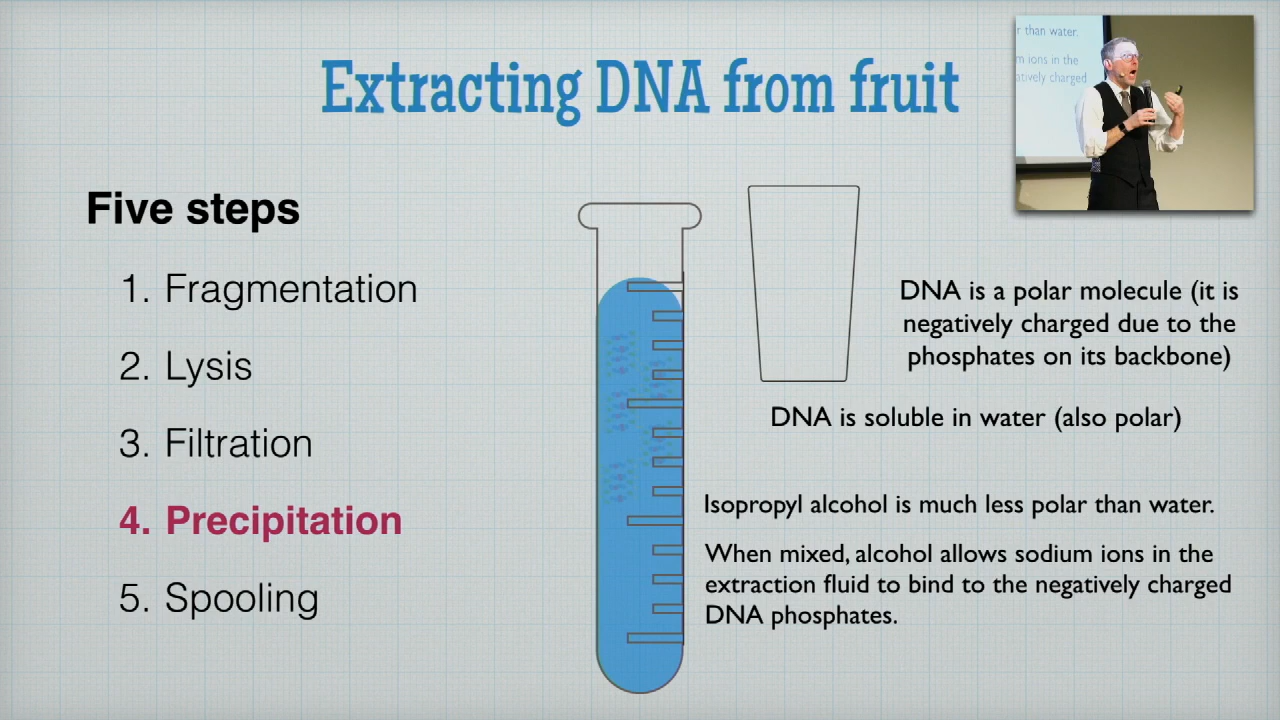 Extracting DNA from fruit
r than water.
m ions in the
atively charged
Five steps
1. Fragmentation
2. Lysis
3. Filtration
4. Precipitation
5. Spooling
DNA is a polar molecule (it is
negatively charged due to the
phosphates on its backbone)
DNA is soluble in water (also polar)
Isopropyl alcohol is much less polar than water.
When mixed, alcohol allows sodium ions in the
extraction fluid to bind to the negatively charged
DNA phosphates.